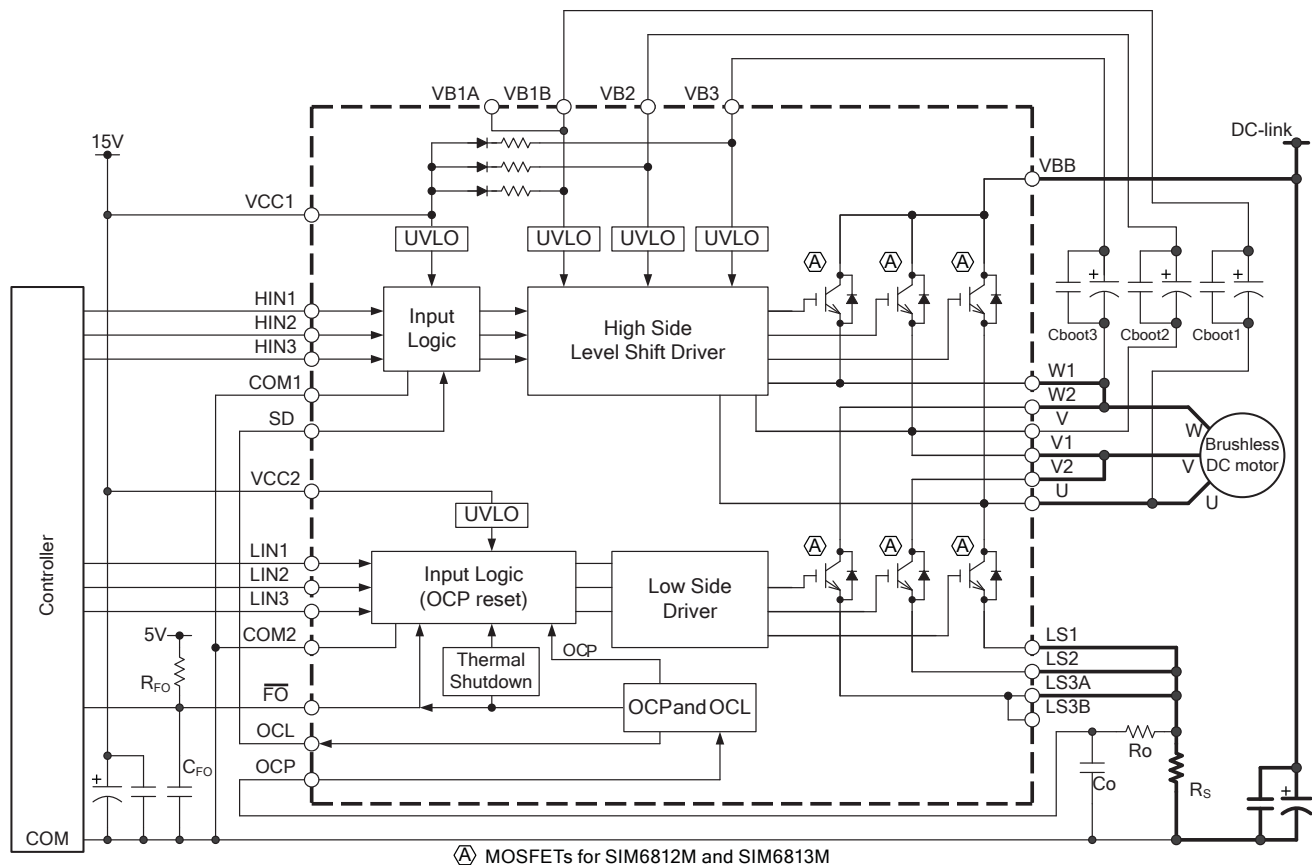 VB1A VB1B VB2 VB3
15V
DC-link
VBB
VCC1
UVLO UVLO UVLO UVLO
A A A
HIN1
HIN2
HIN3
Input
Logic
High Side
Level Shift Driver
Cboot3 Cboot2 Cboot1
COM1
SD
W1
W2
V
V1
V2
U
W
V
U
Brushless
DC motor
VCC2
UVLO
Controller
A A A
LIN1
LIN2
LIN3
Input Logic
(OCP reset)
Low Side
Driver
COM2
5V
RFO
OCP
Thermal
Shutdown
LS1
LS2
LS3A
LS3B
FO
OCP and OCL
OCL
OCP
CFO
Ro
Co
RS
+ + + + +
COM
A MOSFETs for SIM6812M and SIM6813M